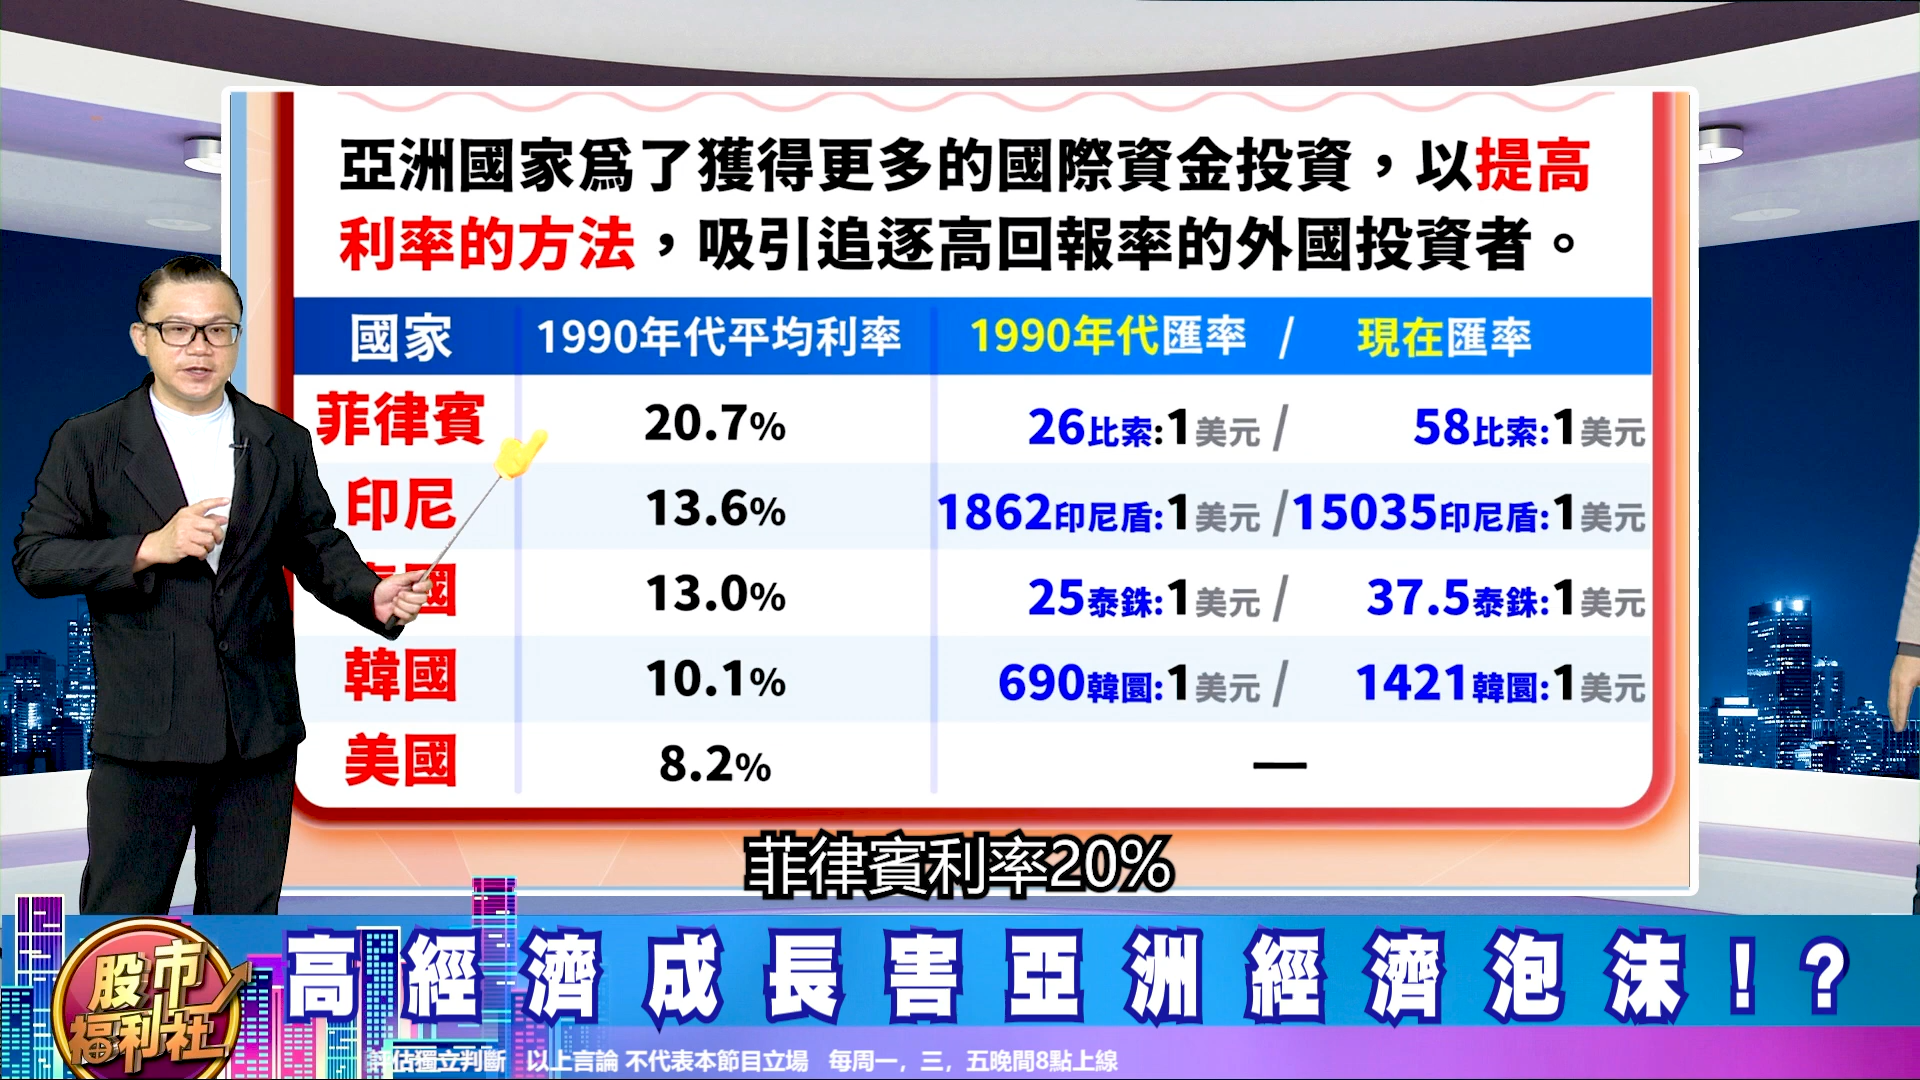 亞洲國家爲了獲得更多的國際資金投資，以提高
利率的方法，吸引追逐高回報率的外國投資者。
國家 1990年代平均利率 1990年代匯率 / 現在匯率
菲律賓 20.7% 26比索:1美元 / 58比索:1美元
印尼 13.6% 1862印尼盾:1美元 / 15035印尼盾:1美元
國 13.0% 25泰銖:1美元 / 37.5泰銖:1美元
韓國 10.1% 690韓圜:1美元 / 1421韓圜:1美元
美國 8.2% —
菲律賓利率20%
高經濟成長害亞洲經濟泡沫！？
股市
福利社
評估獨立判斷 以上言論 不代表本節目立場 每周一，三，五晚間8點上線